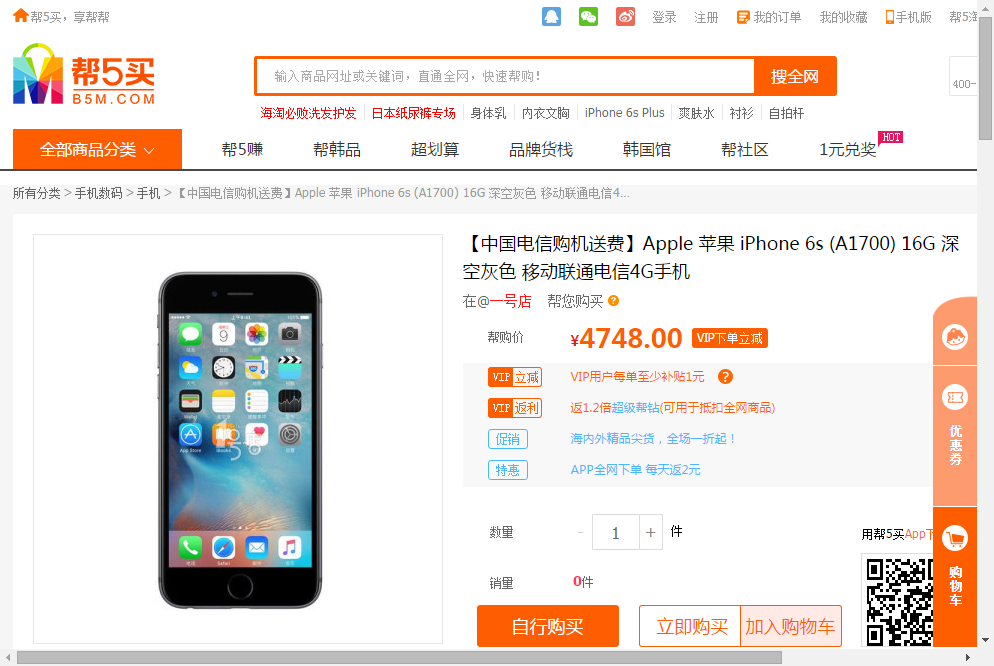 帮5买，享帮帮
登录 注册 我的订单 我的收藏 手机版 帮5淘
帮5买
B5M.COM
输入商品网址或关键词，直通全网，快速帮购！ 搜全网
400-
海淘必败洗发护发 日本纸尿裤专场 身体乳 内衣文胸 iPhone 6s Plus 爽肤水 衬衫 自拍杆
全部商品分类 帮5赚 帮韩品 超划算 品牌货栈 韩国馆 帮社区 1元兑奖 HOT
所有分类 > 手机数码 > 手机 > 【中国电信购机送费】Apple 苹果 iPhone 6s (A1700) 16G 深空灰色 移动联通电信4...
【中国电信购机送费】Apple 苹果 iPhone 6s (A1700) 16G 深
空灰色 移动联通电信4G手机
在@一号店 帮您购买 ?
帮购价 ¥4748.00 VIP下单立减
VIP 立减 VIP用户每单至少补贴1元 ?
VIP 返利 返1.2倍超级帮钻(可用于抵扣全网商品)
促销 海内外精品尖货，全场一折起！
特惠 APP全网下单 每天返2元
优惠券
数量 - 1 + 件
用帮5买App下
购物车
销量 0件
自行购买 立即购买 加入购物车